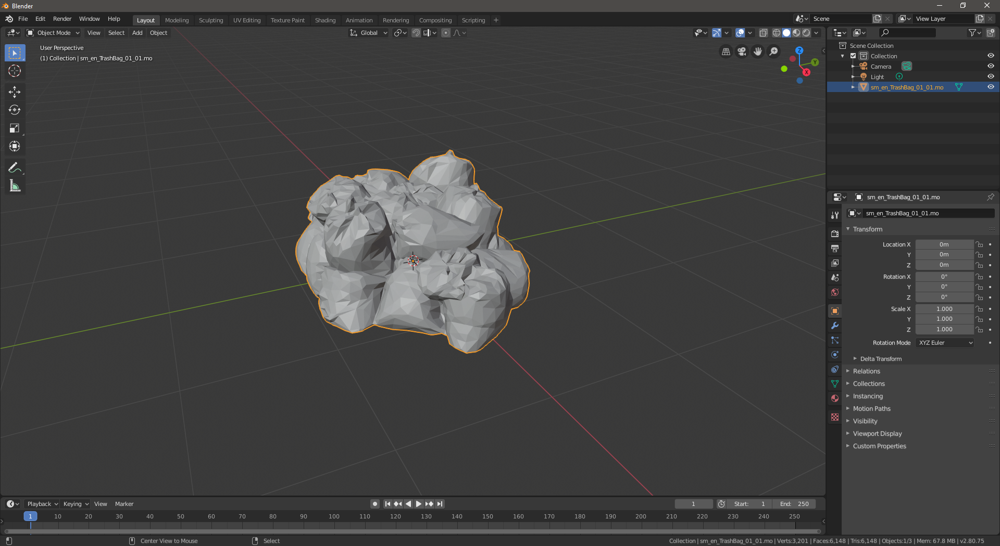 Blender
File Edit Render Window Help Layout Modeling Sculpting UV Editing Texture Paint Shading Animation Rendering Compositing Scripting + Scene View Layer
Object Mode View Select Add Object Global
User Perspective
(1) Collection | sm_en_TrashBag_01_01.mo
Z
Y
X
Scene Collection
Collection
Camera
Light
sm_en_TrashBag_01_01.mo
sm_en_TrashBag_01_01.mo
sm_en_TrashBag_01_01.mo
Transform
Location X 0m
Y 0m
Z 0m
Rotation X 0°
Y 0°
Z 0°
Scale X 1.000
Y 1.000
Z 1.000
Rotation Mode XYZ Euler
Delta Transform
Relations
Collections
Instancing
Motion Paths
Visibility
Viewport Display
Custom Properties
Playback Keying View Marker 1 Start: 1 End: 250
1 10 20 30 40 50 60 70 80 90 100 110 120 130 140 150 160 170 180 190 200 210 220 230 240 250
Center View to Mouse Select Collection | sm_en_TrashBag_01_01.mo | Verts:3,201 | Faces:6,148 | Tris:6,148 | Objects:1/3 | Mem: 67.8 MB | v2.80.75